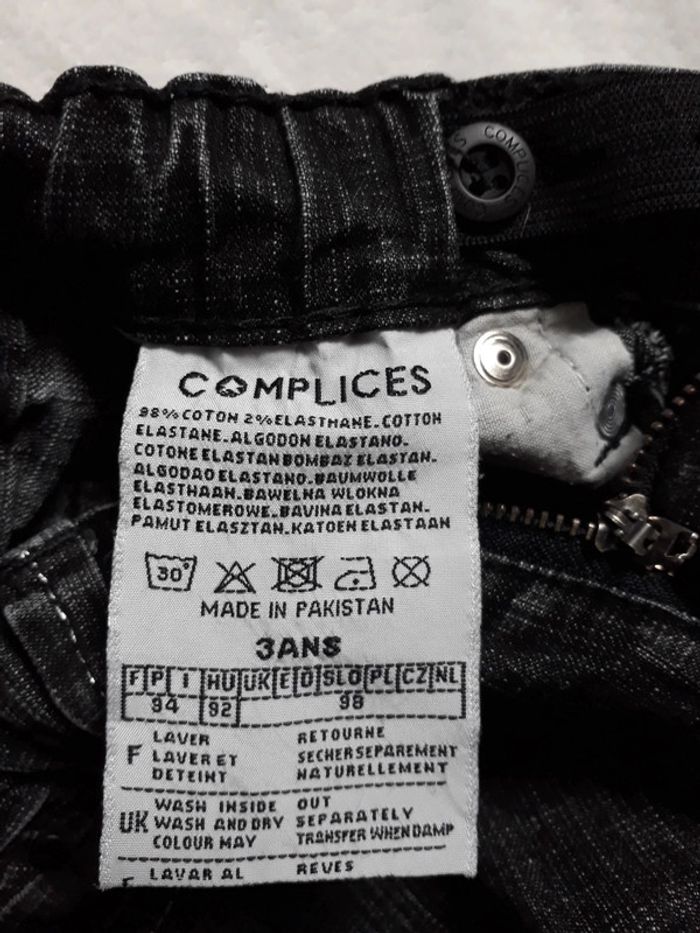 COMPLICES
COMPLICES
98% COTON 2% ELASTHANE. COTTON
ELASTANE. ALGODON ELASTANO.
COTONE ELASTAN BOMBAZ ELASTAN.
ALGODAO ELASTANO. BAUMWOLLE
ELASTHAAN. BAWELNA WLOKNA
ELASTOMEROWE. BAVINA ELASTAN.
PAMUT ELASZTAN. KATOEN ELASTAAN
30°
MADE IN PAKISTAN
3ANS
F P I HU UK E D SLO PL CZ NL
94 92 98
F LAVER RETOURNE
LAVER ET SECHER SEPAREMENT
DETEINT NATURELLEMENT
UK WASH INSIDE OUT
WASH AND DRY SEPARATELY
COLOUR MAY TRANSFER WHEN DAMP
LAVAR AL REVES